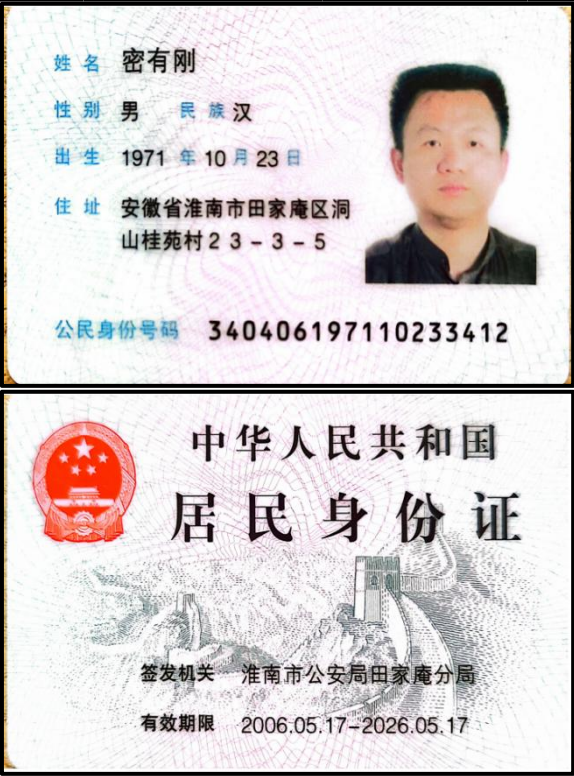 姓名 密有刚
性别 男 民族 汉
出生 1971 年 10 月 23 日
住址 安徽省淮南市田家庵区洞
山桂苑村23-3-5
公民身份号码 340406197110233412
中华人民共和国
居民身份证
签发机关 淮南市公安局田家庵分局
有效期限 2006.05.17-2026.05.17